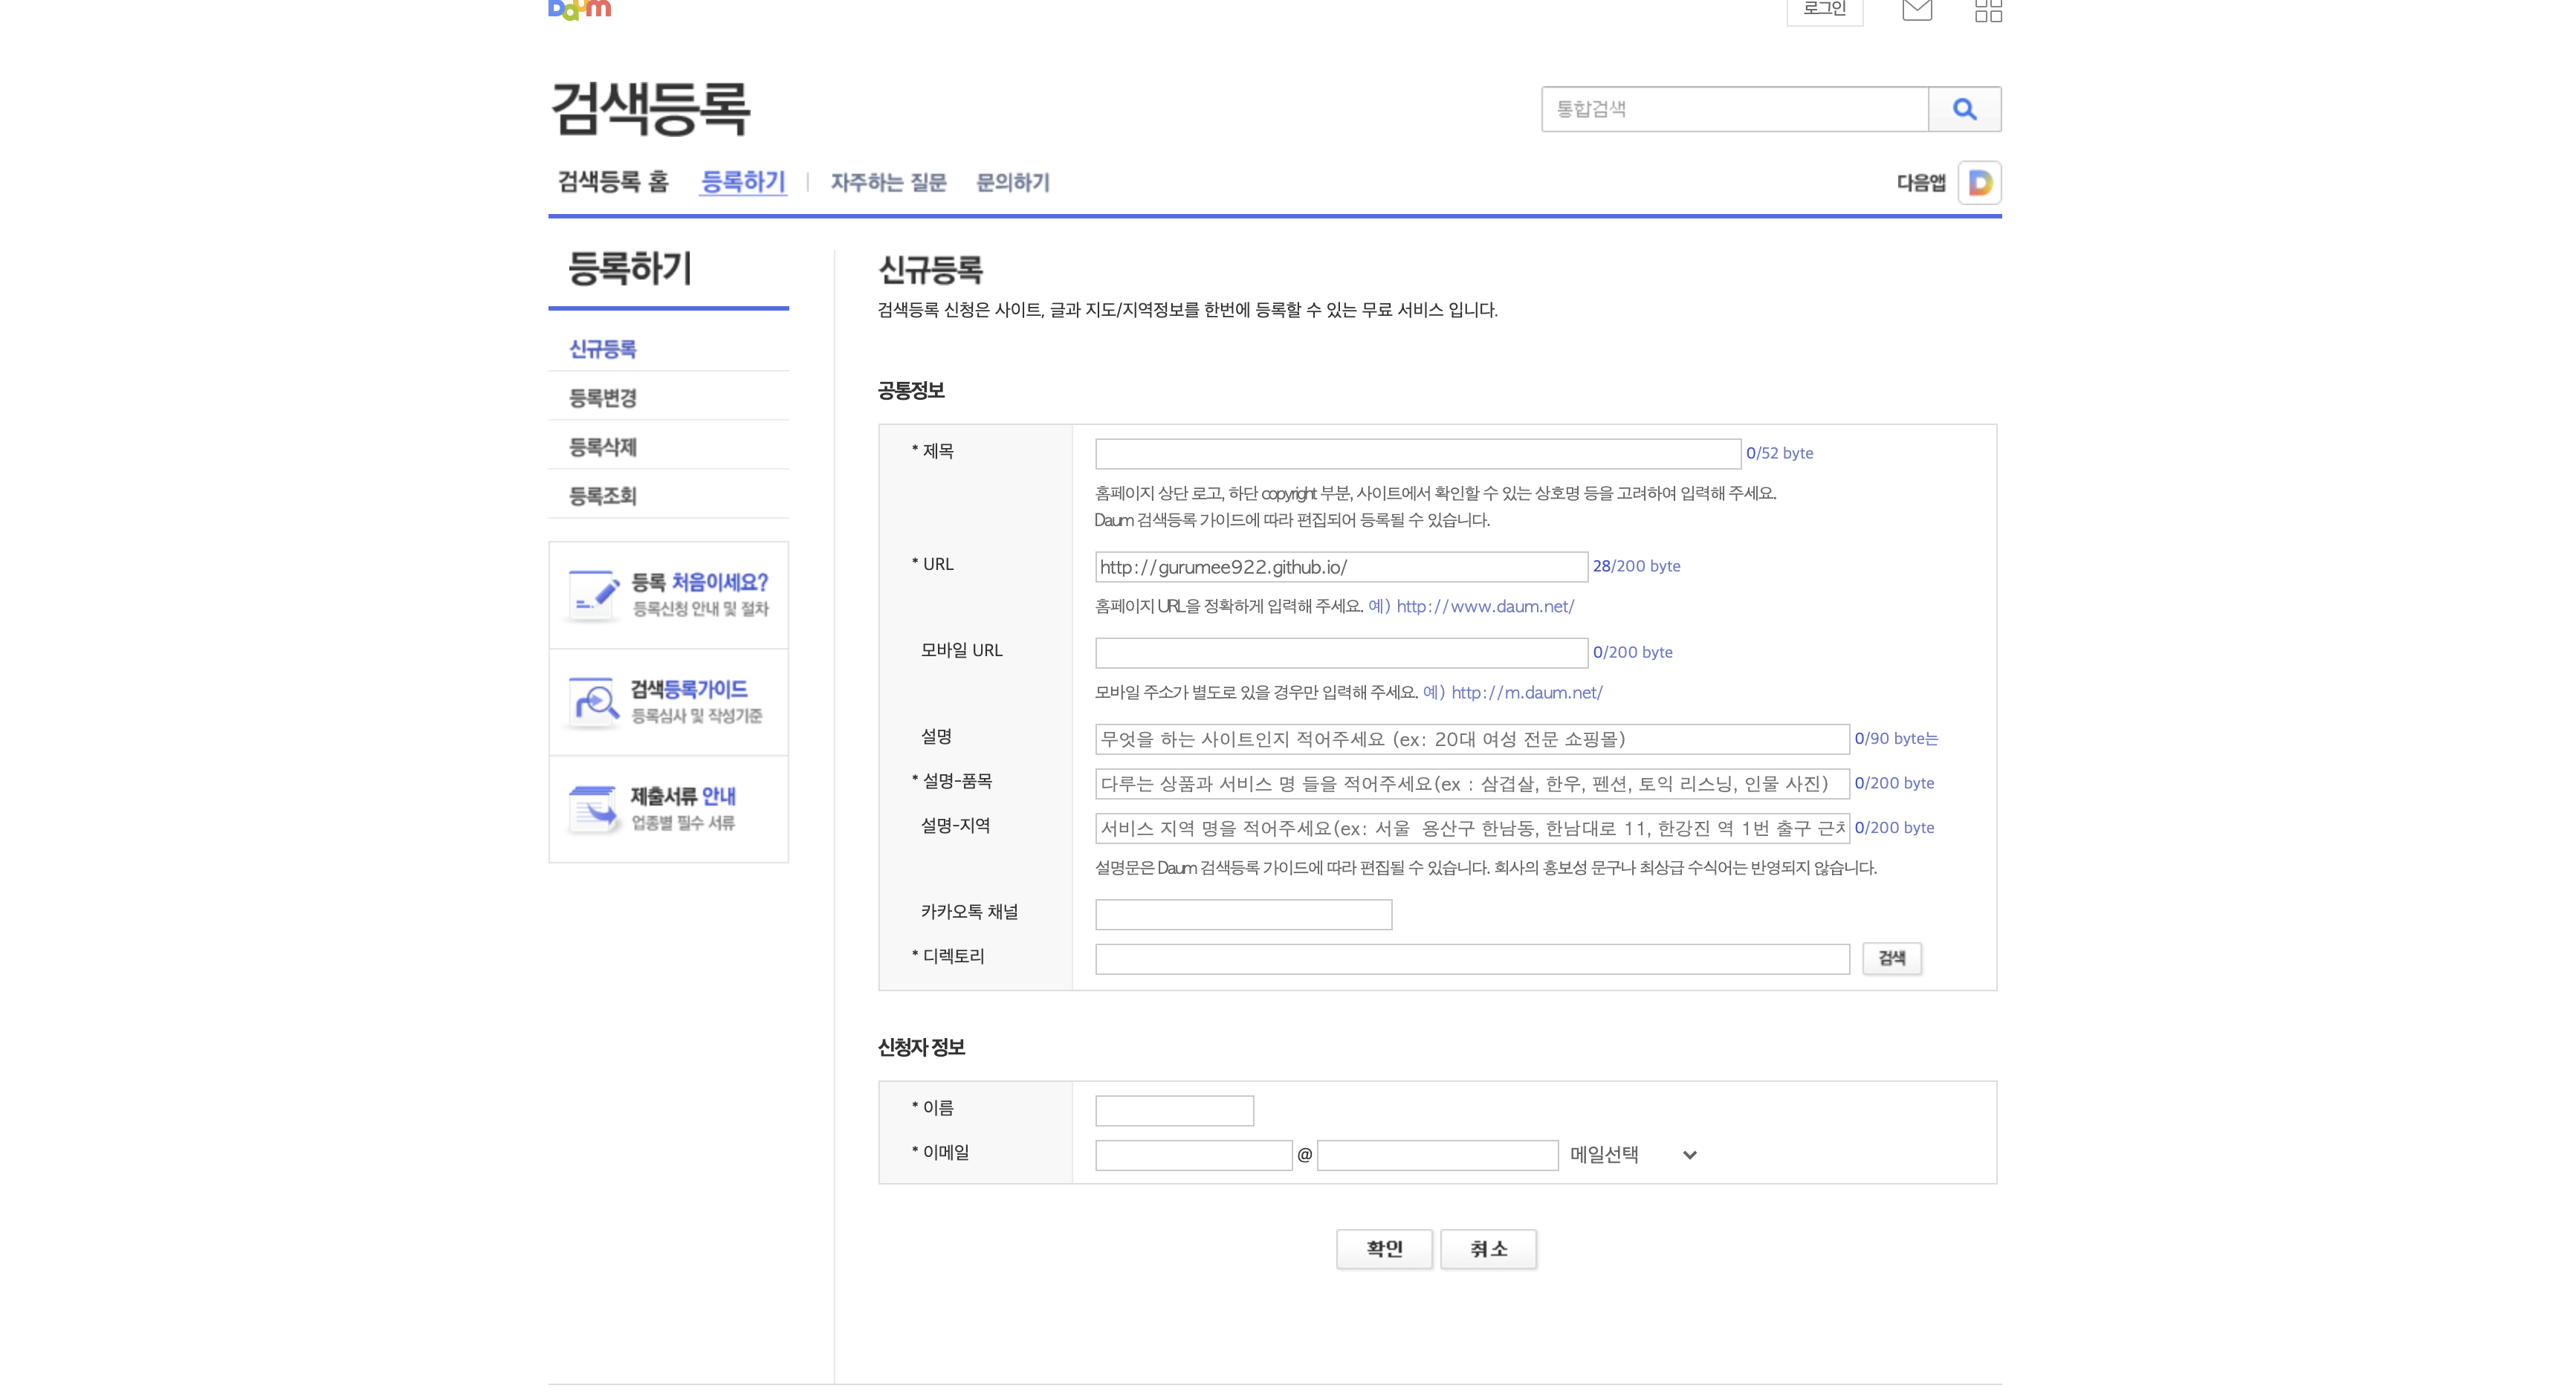 Daum
로그인
검색등록
통합검색
검색등록 홈 등록하기 자주하는 질문 문의하기
다음앱
등록하기
신규등록
등록변경
등록삭제
등록조회
등록 처음이세요?
등록신청 안내 및 절차
검색등록가이드
등록심사 및 작성기준
제출서류 안내
업종별 필수 서류
신규등록
검색등록 신청은 사이트, 글과 지도/지역정보를 한번에 등록할 수 있는 무료 서비스 입니다.
공통정보
* 제목 0/52 byte
홈페이지 상단 로고, 하단 copyright 부분, 사이트에서 확인할 수 있는 상호명 등을 고려하여 입력해 주세요.
Daum 검색등록 가이드에 따라 편집되어 등록될 수 있습니다.
* URL http://gurumee922.github.io/ 28/200 byte
홈페이지 URL을 정확하게 입력해 주세요. 예) http://www.daum.net/
모바일 URL 0/200 byte
모바일 주소가 별도로 있을 경우만 입력해 주세요. 예) http://m.daum.net/
설명 무엇을 하는 사이트인지 적어주세요 (ex: 20대 여성 전문 쇼핑몰) 0/90 byte는
* 설명-품목 다루는 상품과 서비스 명 들을 적어주세요(ex : 삼겹살, 한우, 펜션, 토익 리스닝, 인물 사진) 0/200 byte
설명-지역 서비스 지역 명을 적어주세요(ex: 서울 용산구 한남동, 한남대로 11, 한강진 역 1번 출구 근처 0/200 byte
설명문은 Daum 검색등록 가이드에 따라 편집될 수 있습니다. 회사의 홍보성 문구나 최상급 수식어는 반영되지 않습니다.
카카오톡 채널
* 디렉토리 검색
신청자 정보
* 이름
* 이메일 @ 메일선택
확인 취소